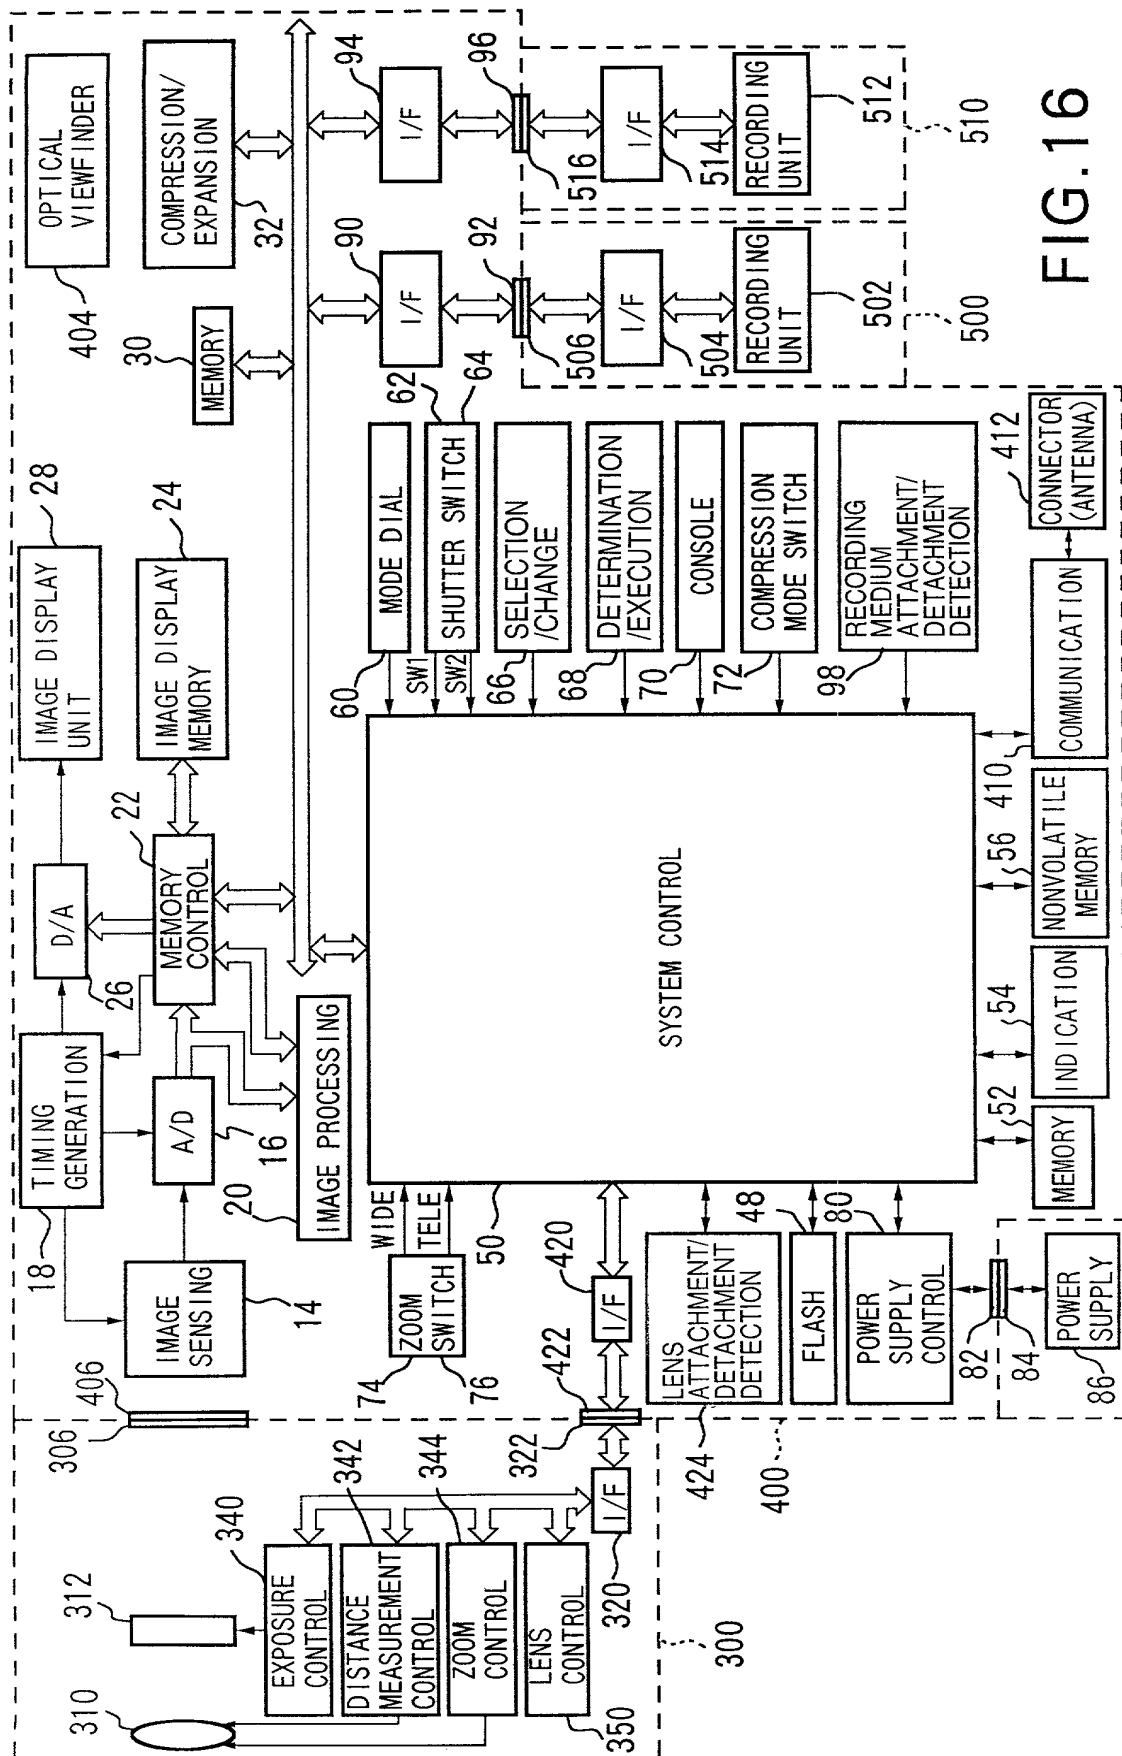 FIG.16
310
312
340
EXPOSURE
CONTROL
342
DISTANCE
MEASUREMENT
CONTROL
344
ZOOM
CONTROL
LENS
CONTROL
350
I/F
320
300
306
406
322
422
I/F
420
400
18
TIMING
GENERATION
IMAGE
SENSING
14
A/D
16
20
IMAGE PROCESSING
D/A
26
22
MEMORY
CONTROL
IMAGE DISPLAY
UNIT
28
IMAGE DISPLAY
MEMORY
24
30
MEMORY
OPTICAL
VIEWFINDER
404
COMPRESSION/
EXPANSION
32
WIDE
TELE
ZOOM
SWITCH
74
76
50
SYSTEM CONTROL
LENS
ATTACHMENT/
DETACHMENT
DETECTION
424
FLASH
48
POWER
SUPPLY
CONTROL
80
82
84
POWER
SUPPLY
86
MEMORY
52
INDICATION
54
NONVOLATILE
MEMORY
56
COMMUNICATION
410
CONNECTOR
(ANTENNA)
412
MODE DIAL
60
SHUTTER SWITCH
62
64
SW1
SW2
SELECTION
/CHANGE
66
DETERMINATION
/EXECUTION
68
CONSOLE
70
COMPRESSION
MODE SWITCH
72
RECORDING
MEDIUM
ATTACHMENT/
DETACHMENT
DETECTION
98
I/F
90
92
506
I/F
504
RECORDING
UNIT
502
500
I/F
94
96
516
I/F
514
RECORDING
UNIT
512
510